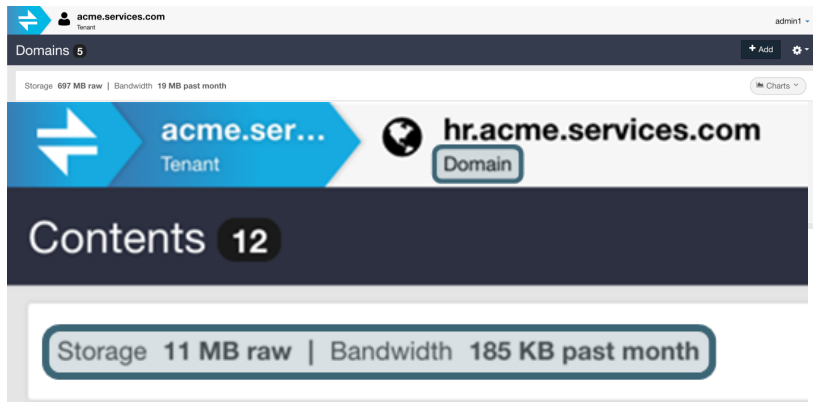 acme.services.com
Tenant
admin1
Domains 5
+ Add
Storage 697 MB raw | Bandwidth 19 MB past month
Charts
acme.ser... hr.acme.services.com
Tenant Domain
Contents 12
Storage 11 MB raw | Bandwidth 185 KB past month